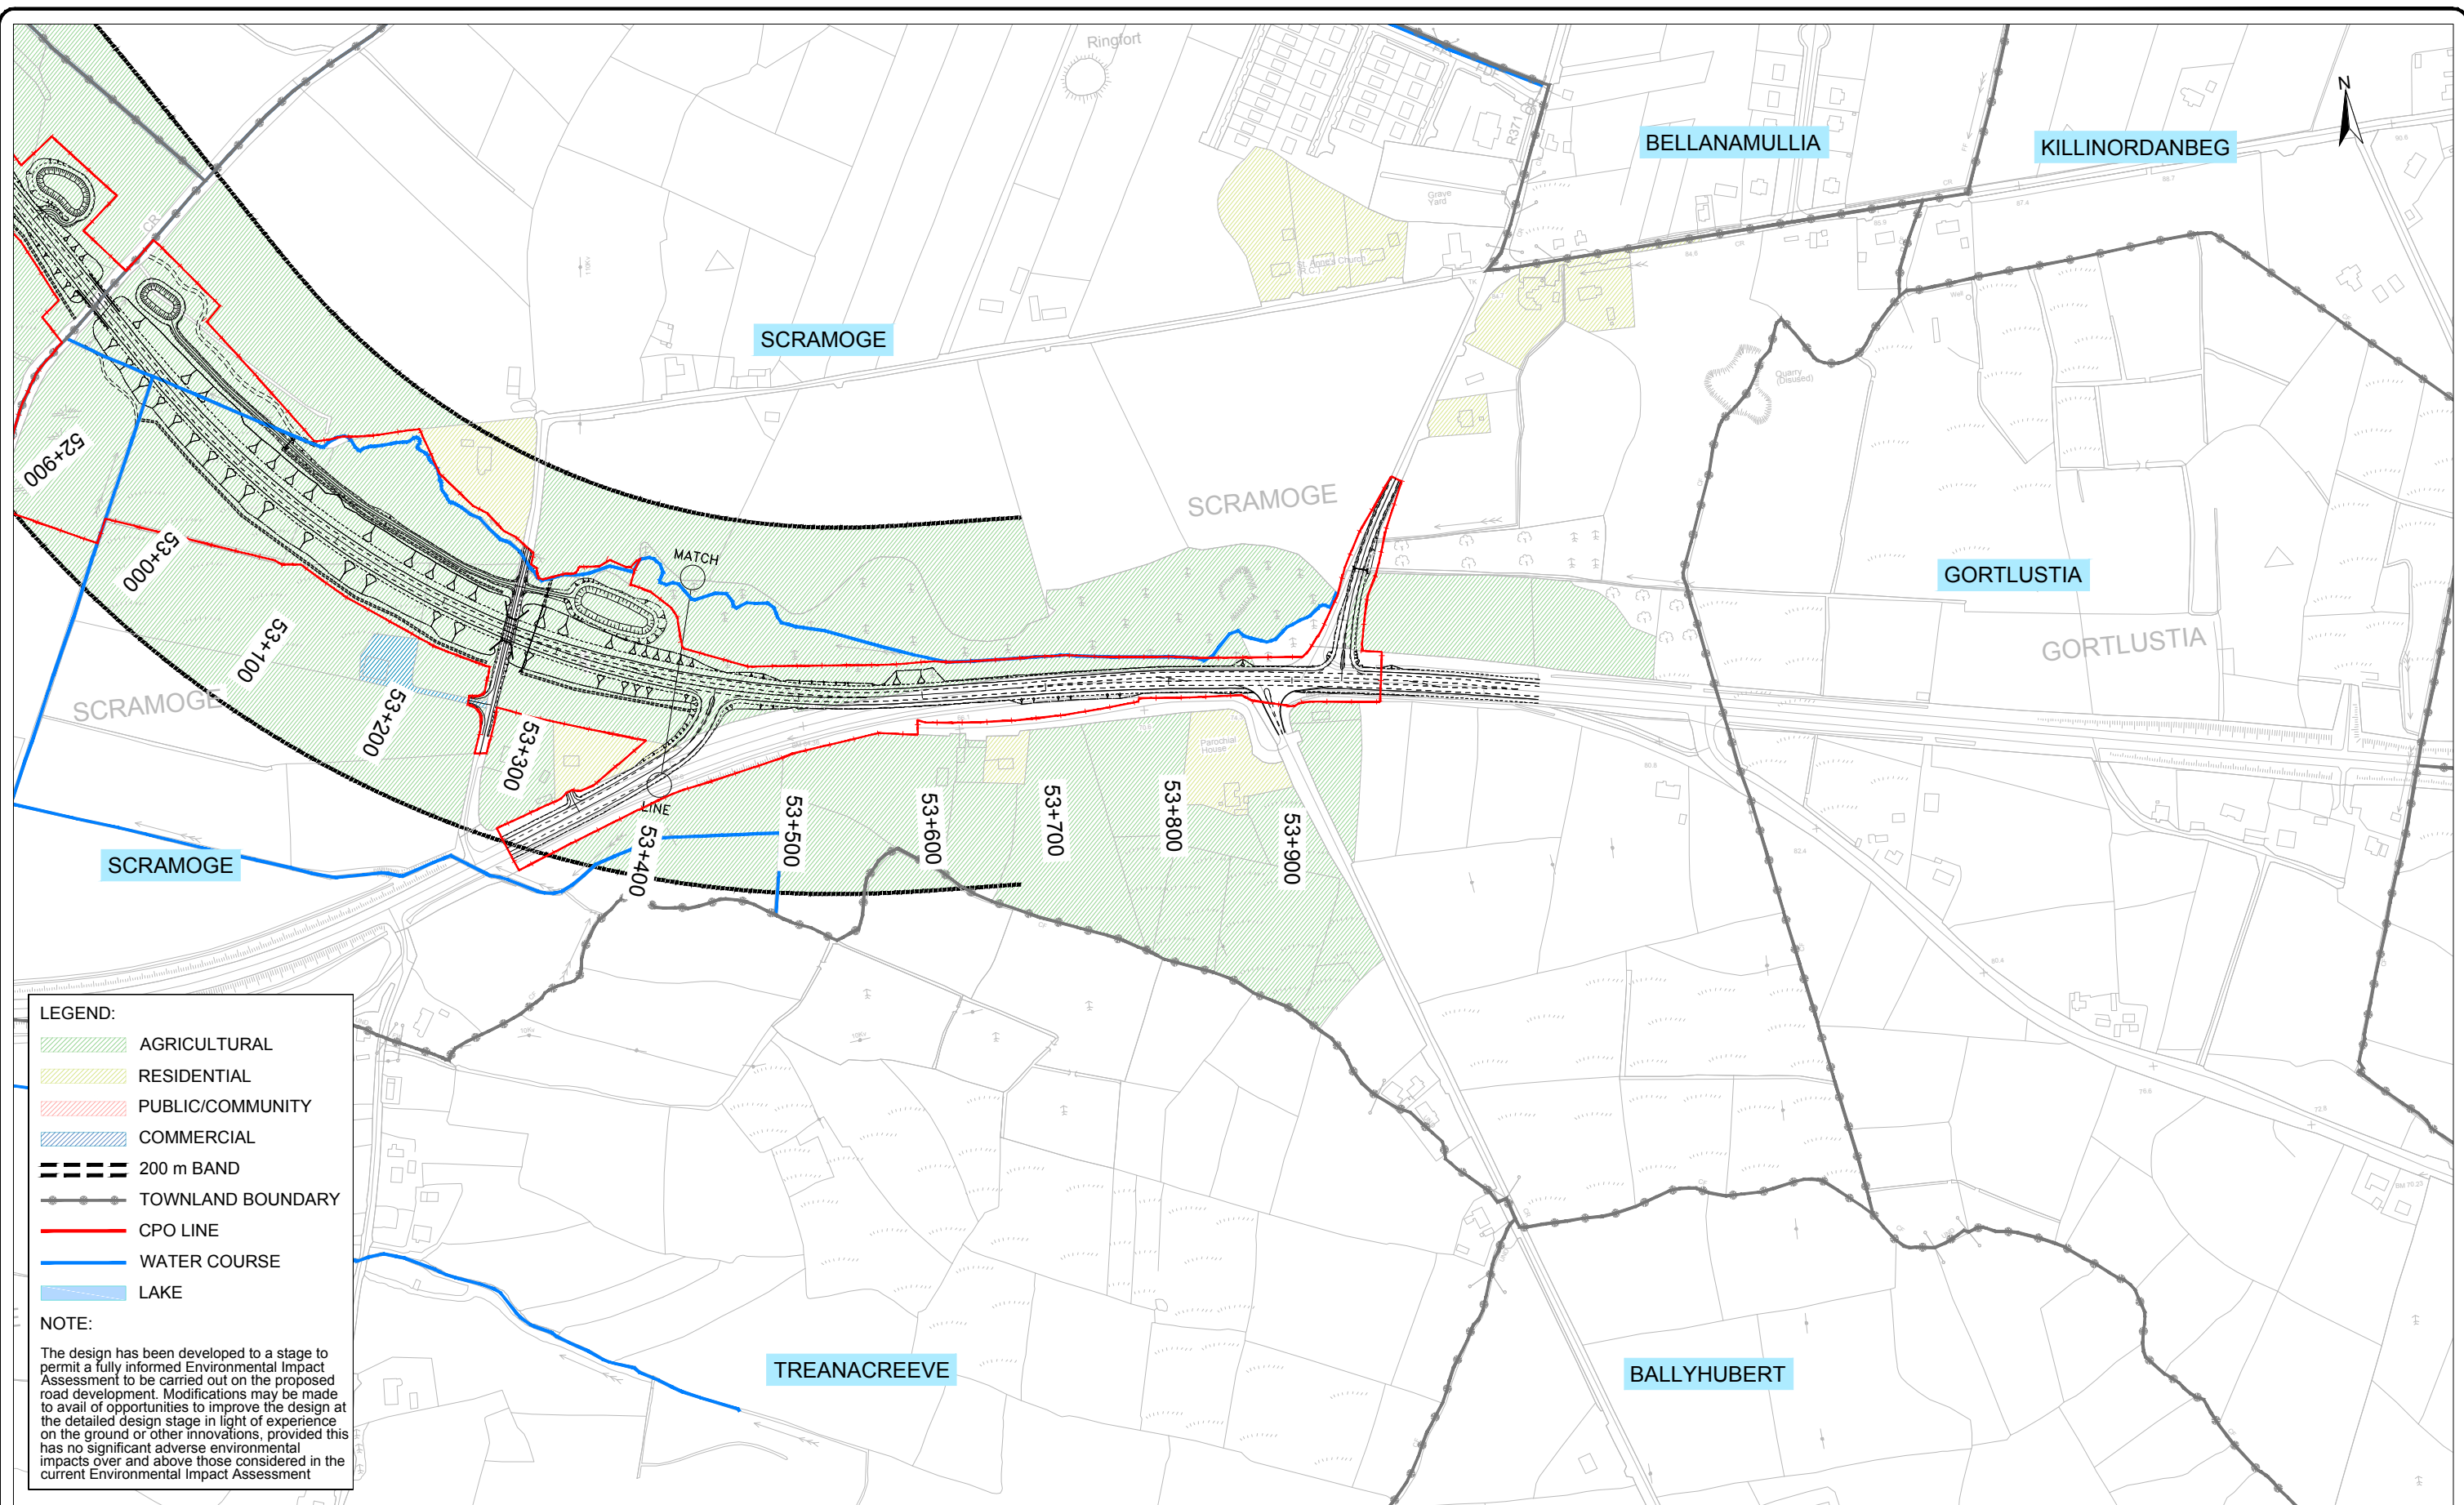 Ringfort
R371
N
BELLANAMULLIA
KILLINORDANBEG
Grave
Yard
CR
St. Anne's Church
(R.C.)
TK
SCRAMOGE
Quarry
(Disused)
52+900
53+000
53+100
53+200
53+300
53+400
53+500
53+600
53+700
53+800
53+900
MATCH
LINE
SCRAMOGE
SCRAMOGE
SCRAMOGE
GORTLUSTIA
GORTLUSTIA
Parochial
House
TREANACREEVE
BALLYHUBERT
LEGEND:
AGRICULTURAL
RESIDENTIAL
PUBLIC/COMMUNITY
COMMERCIAL
200 m BAND
TOWNLAND BOUNDARY
CPO LINE
WATER COURSE
LAKE
NOTE:
The design has been developed to a stage to
permit a fully informed Environmental Impact
Assessment to be carried out on the proposed
road development. Modifications may be made
to avail of opportunities to improve the design at
the detailed design stage in light of experience
on the ground or other innovations, provided this
has no significant adverse environmental
impacts over and above those considered in the
current Environmental Impact Assessment